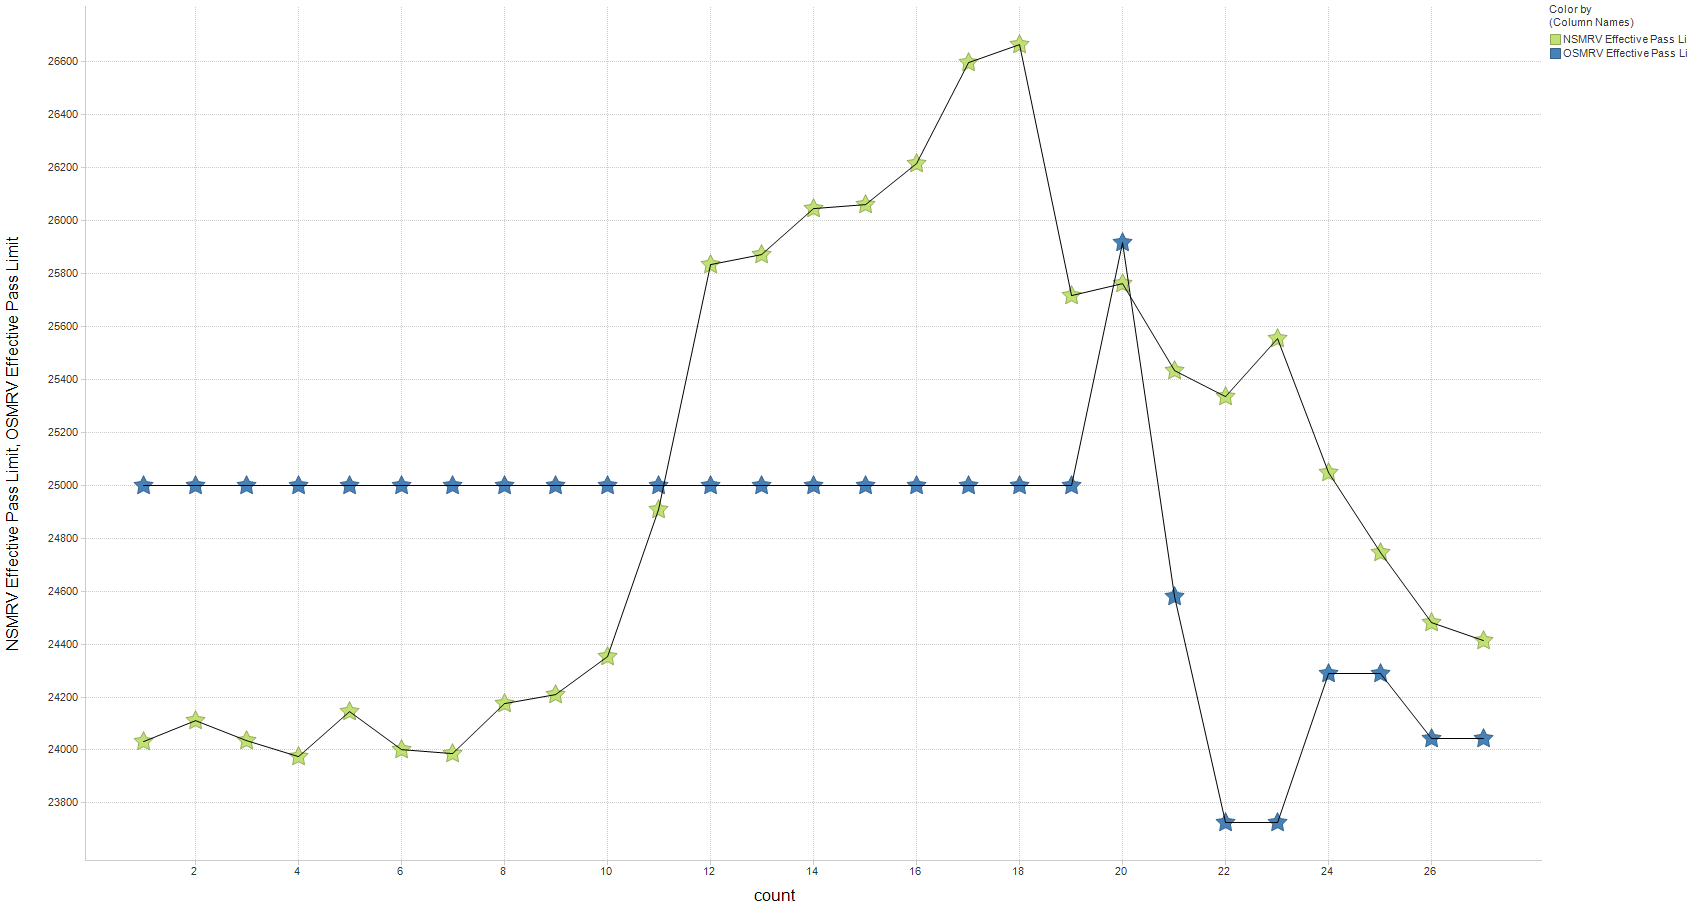 Color by
(Column Names)
NSMRV Effective Pass Li
OSMRV Effective Pass Li
NSMRV Effective Pass Limit, OSMRV Effective Pass Limit
26600
26400
26200
26000
25800
25600
25400
25200
25000
24800
24600
24400
24200
24000
23800
2 4 6 8 10 12 14 16 18 20 22 24 26
count